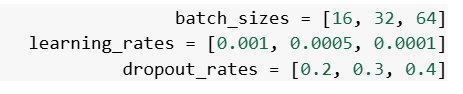 batch_sizes = [16, 32, 64]
learning_rates = [0.001, 0.0005, 0.0001]
dropout_rates = [0.2, 0.3, 0.4]